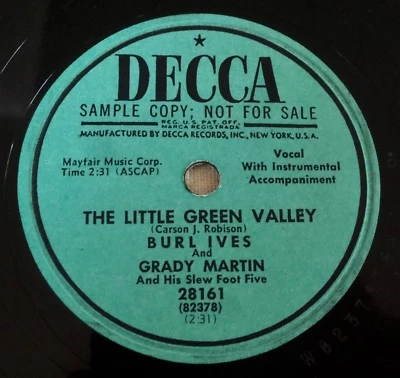 ★
DECCA
SAMPLE COPY; NOT FOR SALE
REG. U.S. PAT. OFF.
MARCA REGISTRADA
MANUFACTURED BY DECCA RECORDS, INC., NEW YORK, U.S.A.
Mayfair Music Corp.
Time 2:31 (ASCAP)
Vocal
With Instrumental
Accompaniment
THE LITTLE GREEN VALLEY
(Carson J. Robison)
BURL IVES
And
GRADY MARTIN
And His Slew Foot Five
28161
(82378)
(2:31)
W8237